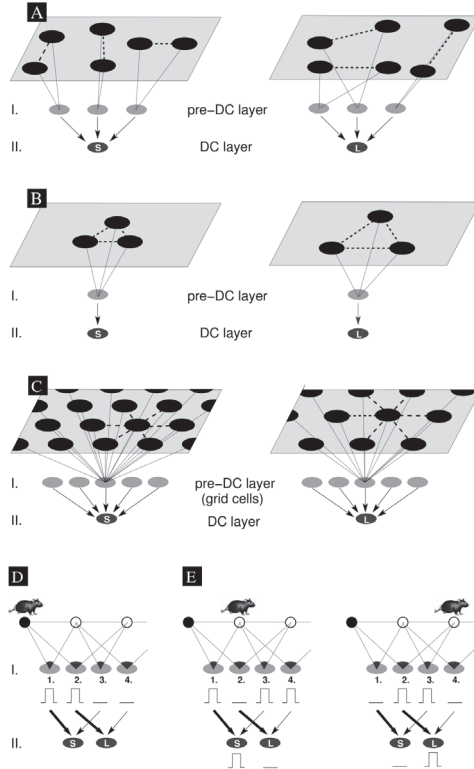 A
I. pre-DC layer
II. S DC layer L
B
I. pre-DC layer
II. S DC layer L
C
I. pre-DC layer
(grid cells)
II. S DC layer L
D E
I.
1. 2. 3. 4. 1. 2. 3. 4. 1. 2. 3. 4.
II. S L S L S L